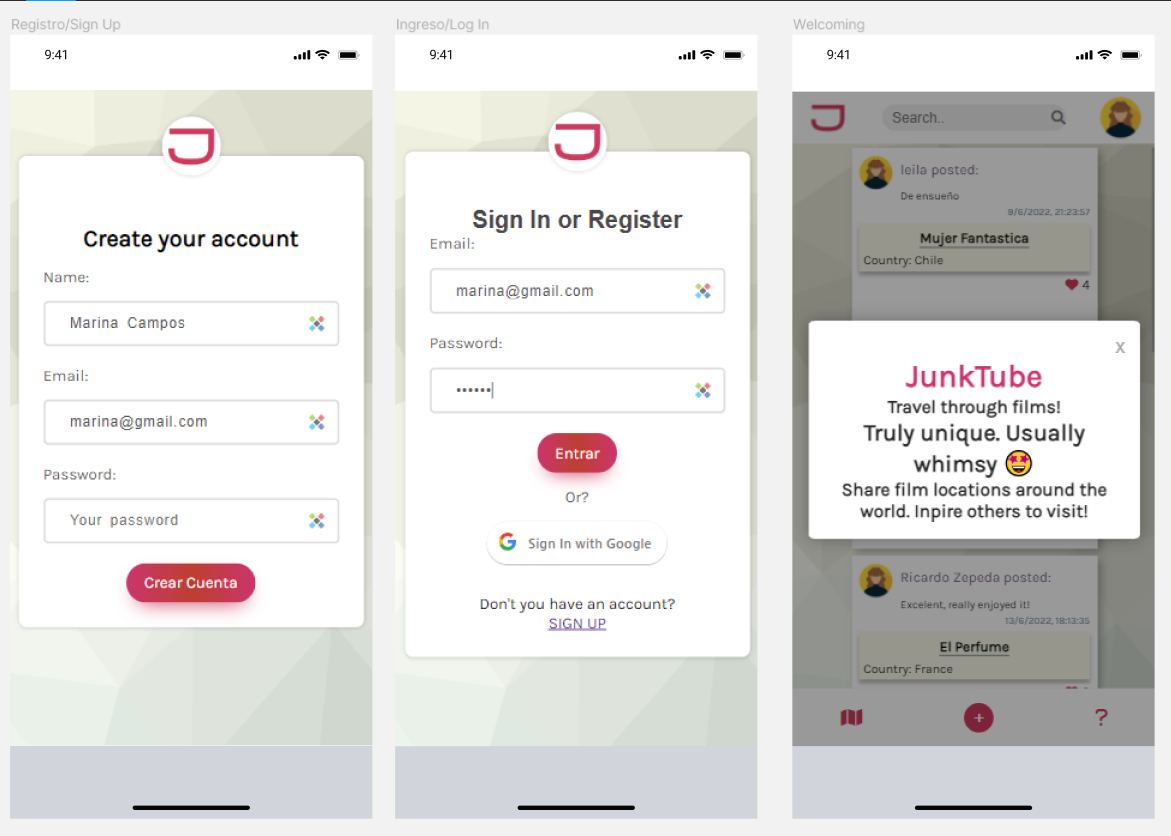 Registro/Sign Up
9:41
Create your account
Name:
Marina Campos
Email:
marina@gmail.com
Password:
Your password
Crear Cuenta
Ingreso/Log In
9:41
Sign In or Register
Email:
marina@gmail.com
Password:
••••••
Entrar
Or?
Sign In with Google
Don't you have an account?
SIGN UP
Welcoming
9:41
Search..
leila posted:
De ensueño
9/6/2022, 21:23:57
Mujer Fantastica
Country: Chile
4
X
JunkTube
Travel through films!
Truly unique. Usually
whimsy 🤩
Share film locations around the
world. Inpire others to visit!
Ricardo Zepeda posted:
Excelent, really enjoyed it!
13/6/2022, 18:13:35
El Perfume
Country: France
+
?